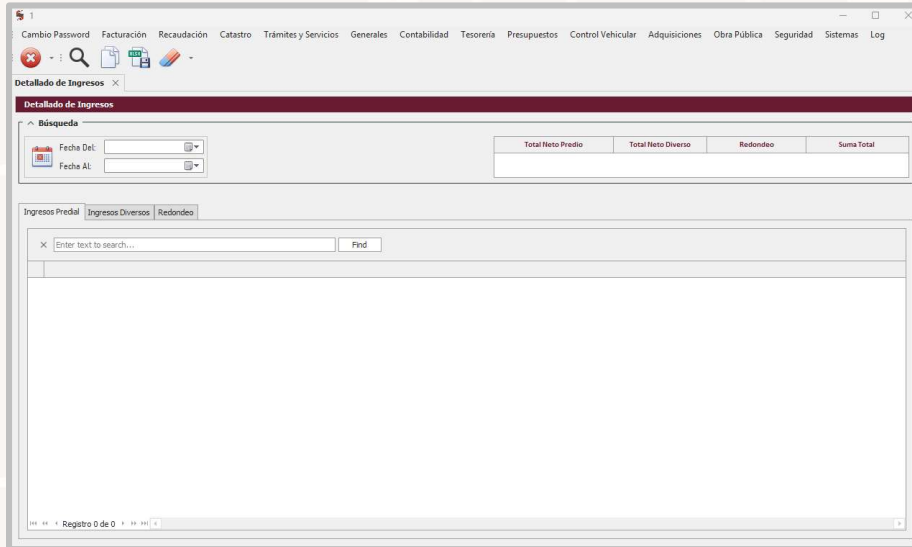 1
Cambio Password Facturación Recaudación Catastro Trámites y Servicios Generales Contabilidad Tesorería Presupuestos Control Vehicular Adquisiciones Obra Pública Seguridad Sistemas Log
XLSX
Detallado de Ingresos
Detallado de Ingresos
Búsqueda
Fecha Del:
Fecha Al:
Total Neto Predio Total Neto Diverso Redondeo Suma Total
Ingresos Predial Ingresos Diversos Redondeo
Enter text to search... Find
Registro 0 de 0